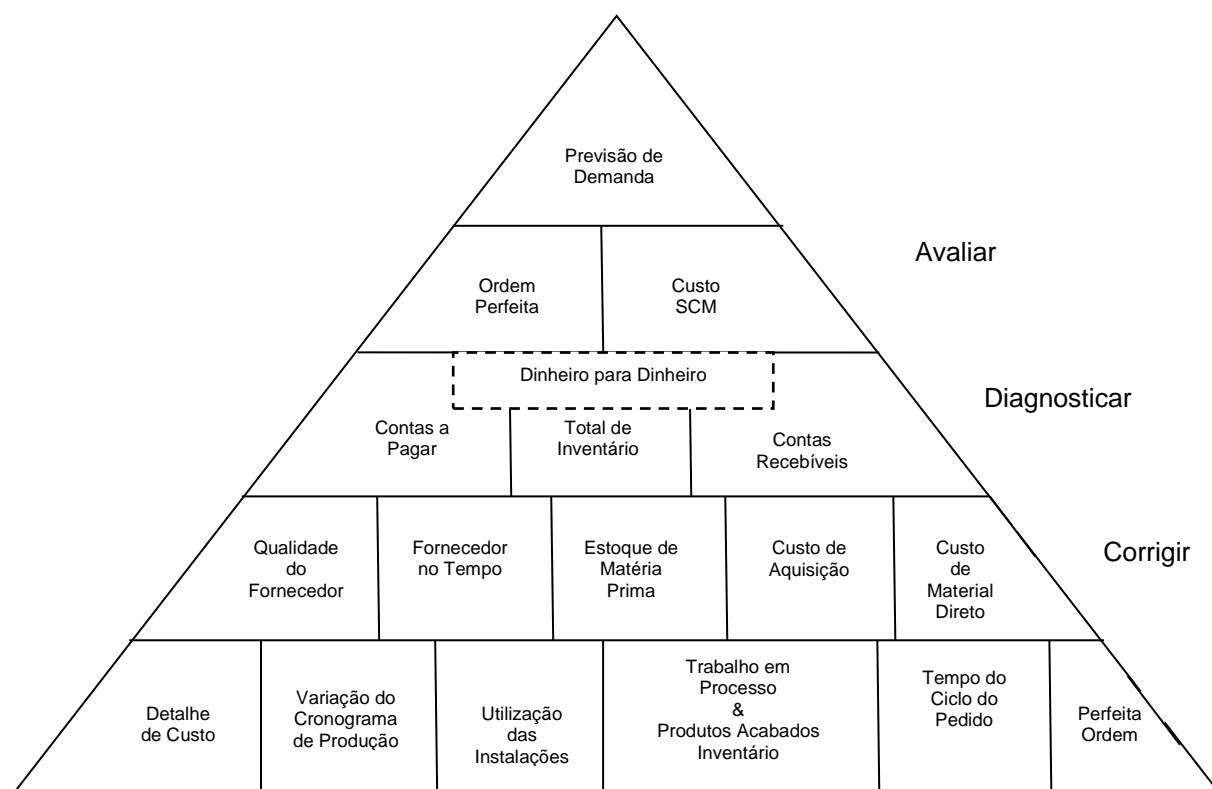 Previsão de
Demanda
Avaliar
Ordem
Perfeita
Custo
SCM
Dinheiro para Dinheiro
Diagnosticar
Contas a
Pagar
Total de
Inventário
Contas
Recebíveis
Qualidade
do
Fornecedor
Fornecedor
no Tempo
Estoque de
Matéria
Prima
Custo de
Aquisição
Custo
de
Material
Direto
Corrigir
Detalhe
de Custo
Variação do
Cronograma
de Produção
Utilização
das
Instalações
Trabalho em
Processo
&
Produtos Acabados
Inventário
Tempo do
Ciclo do
Pedido
Perfeita
Ordem